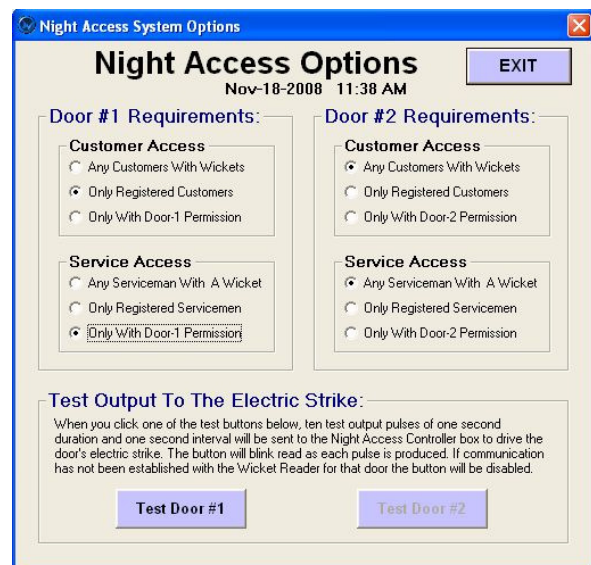 Night Access System Options
Night Access Options
EXIT
Nov-18-2008 11:38 AM
Door #1 Requirements:
Customer Access
Any Customers With Wickets
Only Registered Customers
Only With Door-1 Permission
Service Access
Any Serviceman With A Wicket
Only Registered Servicemen
Only With Door-1 Permission
Door #2 Requirements:
Customer Access
Any Customers With Wickets
Only Registered Customers
Only With Door-2 Permission
Service Access
Any Serviceman With A Wicket
Only Registered Servicemen
Only With Door-2 Permission
Test Output To The Electric Strike:
When you click one of the test buttons below, ten test output pulses of one second
duration and one second interval will be sent to the Night Access Controller box to drive the
door's electric strike. The button will blink read as each pulse is produced. If communication
has not been established with the Wicket Reader for that door the button will be disabled.
Test Door #1
Test Door #2